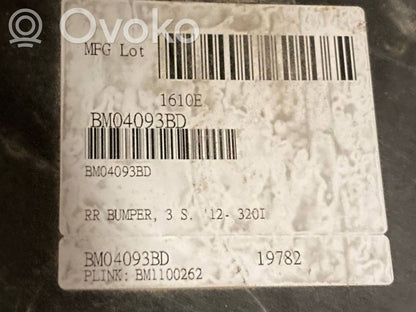 Ovoko
MFG Lot
1610E
BM04093BD
BM04093BD
RR BUMPER, 3 S. '12- 320I
BM04093BD 19782
PLINK: BM1100262